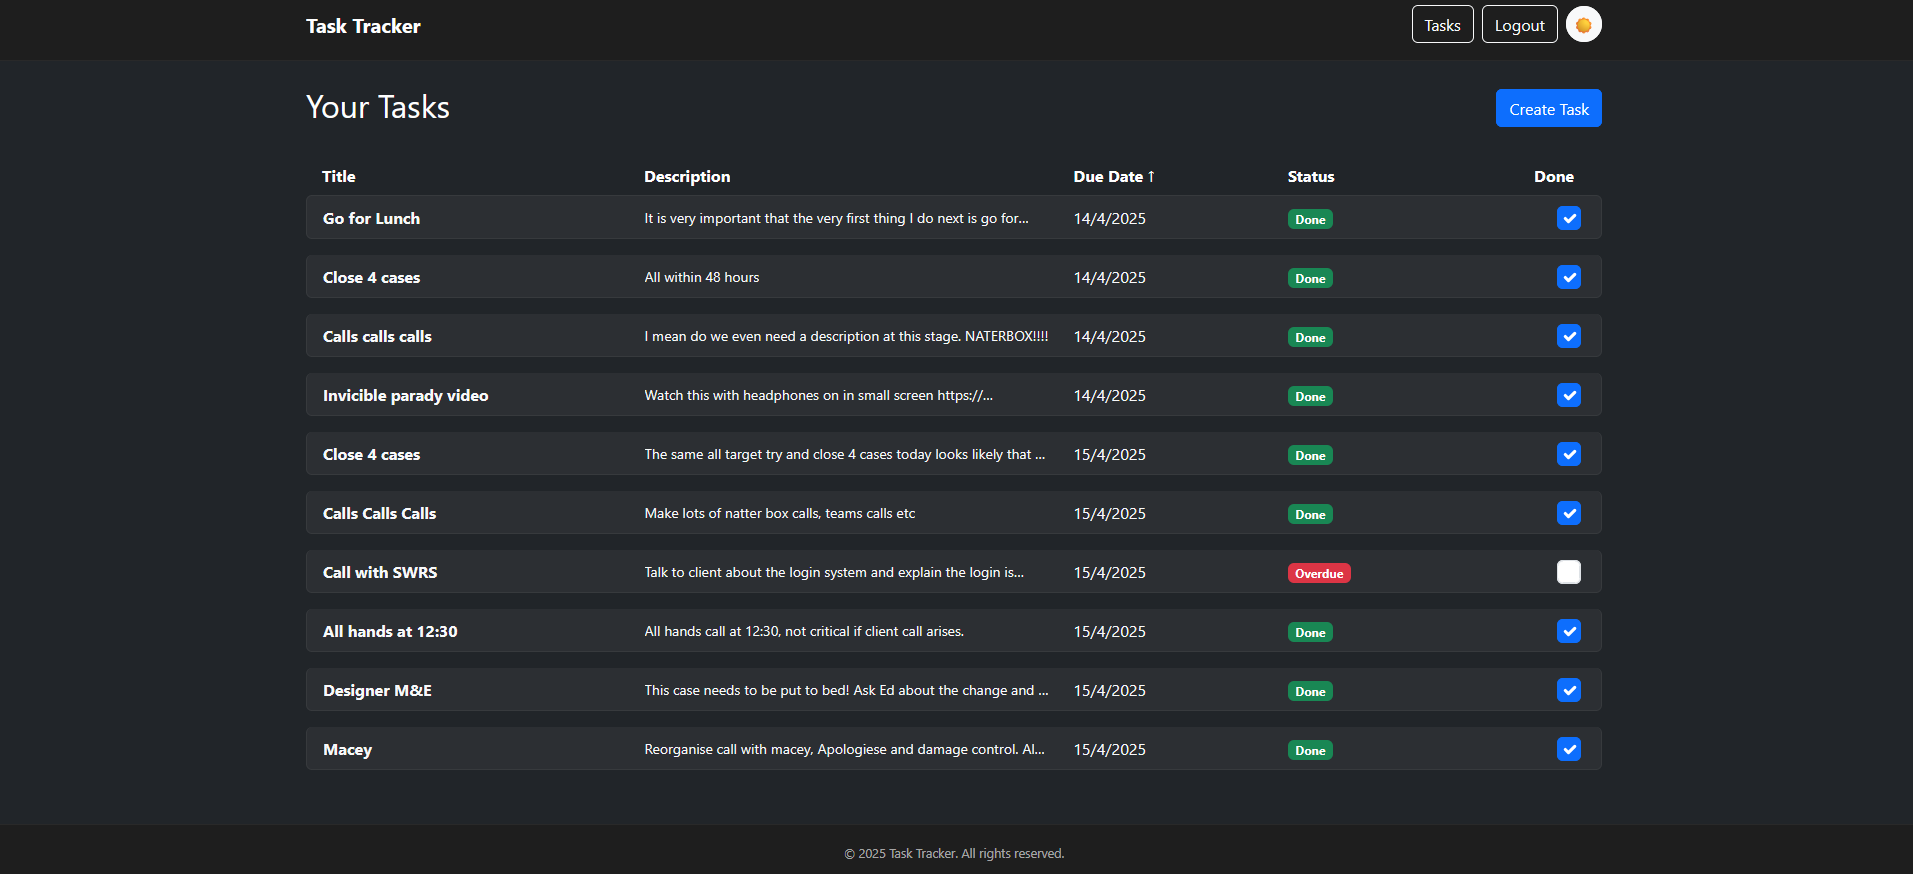 Task Tracker Tasks Logout
Your Tasks Create Task
Title Description Due Date ↑ Status Done
Go for Lunch It is very important that the very first thing I do next is go for... 14/4/2025 Done
Close 4 cases All within 48 hours 14/4/2025 Done
Calls calls calls I mean do we even need a description at this stage. NATERBOX!!!! 14/4/2025 Done
Invicible parady video Watch this with headphones on in small screen https://... 14/4/2025 Done
Close 4 cases The same all target try and close 4 cases today looks likely that ... 15/4/2025 Done
Calls Calls Calls Make lots of natter box calls, teams calls etc 15/4/2025 Done
Call with SWRS Talk to client about the login system and explain the login is... 15/4/2025 Overdue
All hands at 12:30 All hands call at 12:30, not critical if client call arises. 15/4/2025 Done
Designer M&E This case needs to be put to bed! Ask Ed about the change and ... 15/4/2025 Done
Macey Reorganise call with macey, Apologiese and damage control. Al... 15/4/2025 Done
© 2025 Task Tracker. All rights reserved.